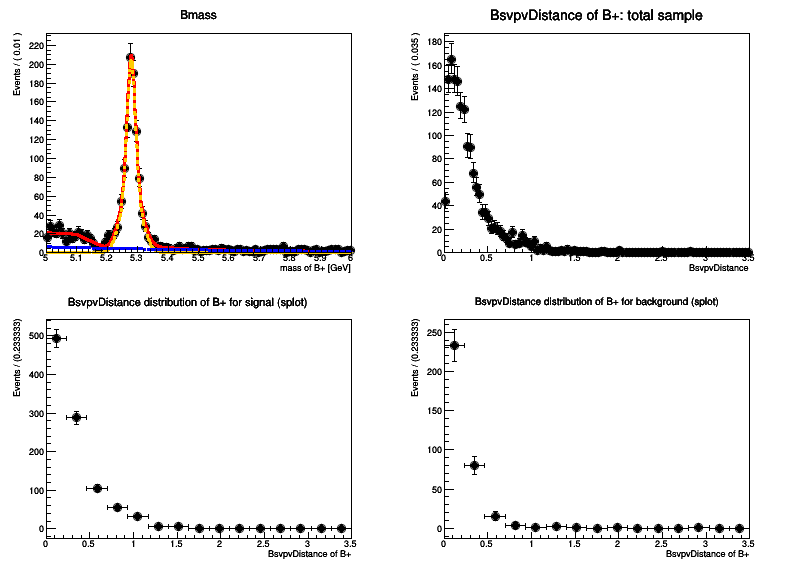 Bmass
Events / ( 0.01 )
220
200
180
160
140
120
100
80
60
40
20
0
5 5.1 5.2 5.3 5.4 5.5 5.6 5.7 5.8 5.9 6
mass of B+ [GeV]
BsvpvDistance of B+: total sample
Events / ( 0.035 )
180
160
140
120
100
80
60
40
20
0
0 0.5 1 1.5 2 2.5 3 3.5
BsvpvDistance
BsvpvDistance distribution of B+ for signal (splot)
Events / (0.233333)
500
400
300
200
100
0
0 0.5 1 1.5 2 2.5 3 3.5
BsvpvDistance of B+
BsvpvDistance distribution of B+ for background (splot)
Events / (0.233333)
250
200
150
100
50
0
0 0.5 1 1.5 2 2.5 3 3.5
BsvpvDistance of B+